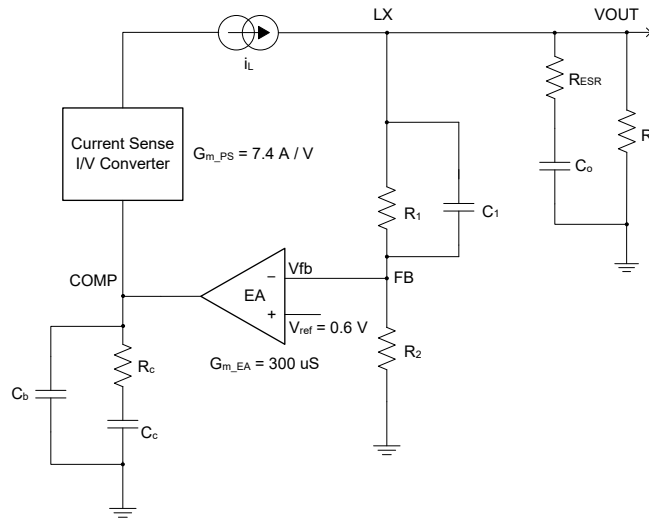 LX
VOUT
iL
RESR
Current Sense
I/V Converter
Gm_PS = 7.4 A / V
R
Co
R1
C1
COMP
Vfb
FB
EA
Vref = 0.6 V
R2
Gm_EA = 300 uS
Rc
Cb
Cc